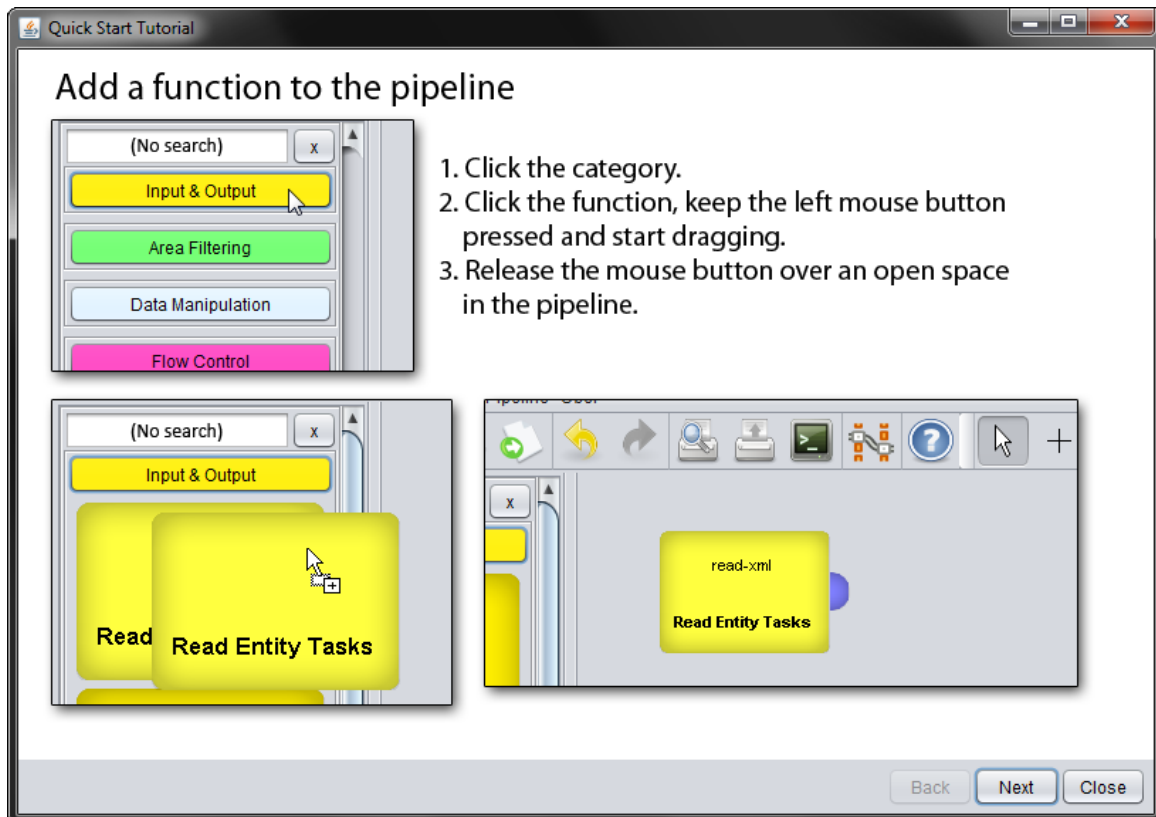 Quick Start Tutorial
Add a function to the pipeline
(No search)
x
Input & Output
Area Filtering
Data Manipulation
Flow Control
1. Click the category.
2. Click the function, keep the left mouse button
pressed and start dragging.
3. Release the mouse button over an open space
in the pipeline.
(No search)
x
Input & Output
Read
Read Entity Tasks
x
read-xml
Read Entity Tasks
Back
Next
Close